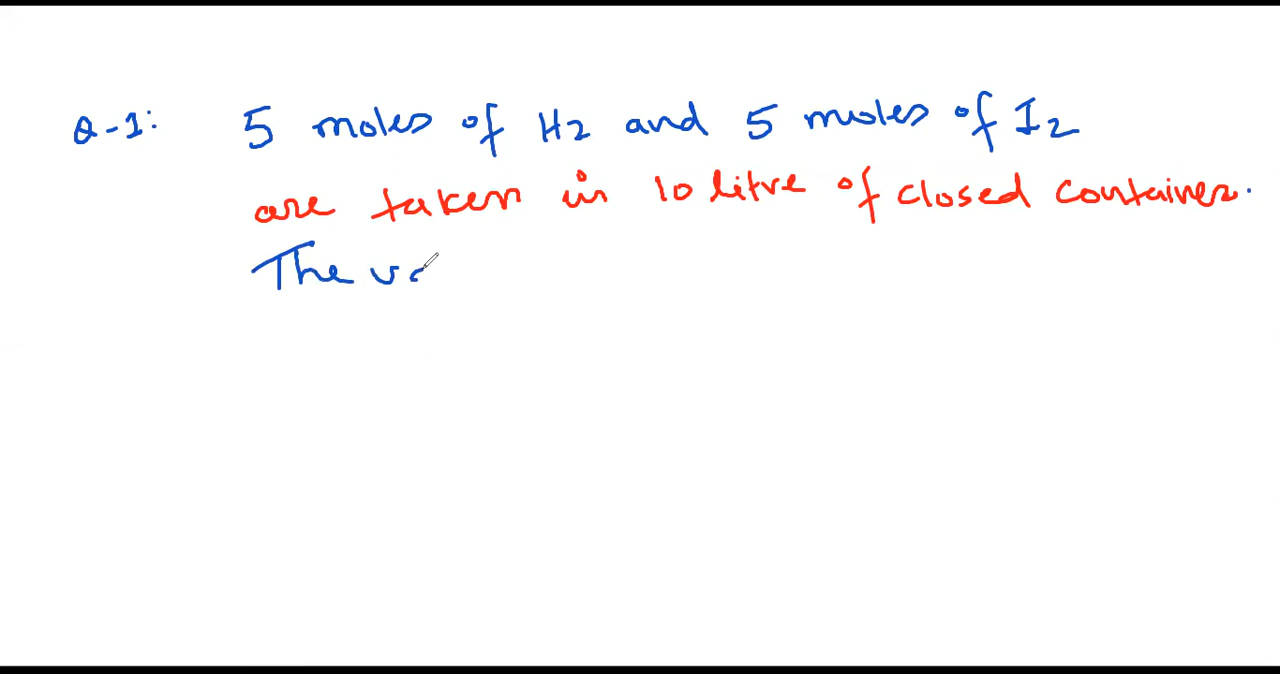 Q-1: 5 moles of H2 and 5 moles of I2
are taken in 10 litre of closed container.
The va